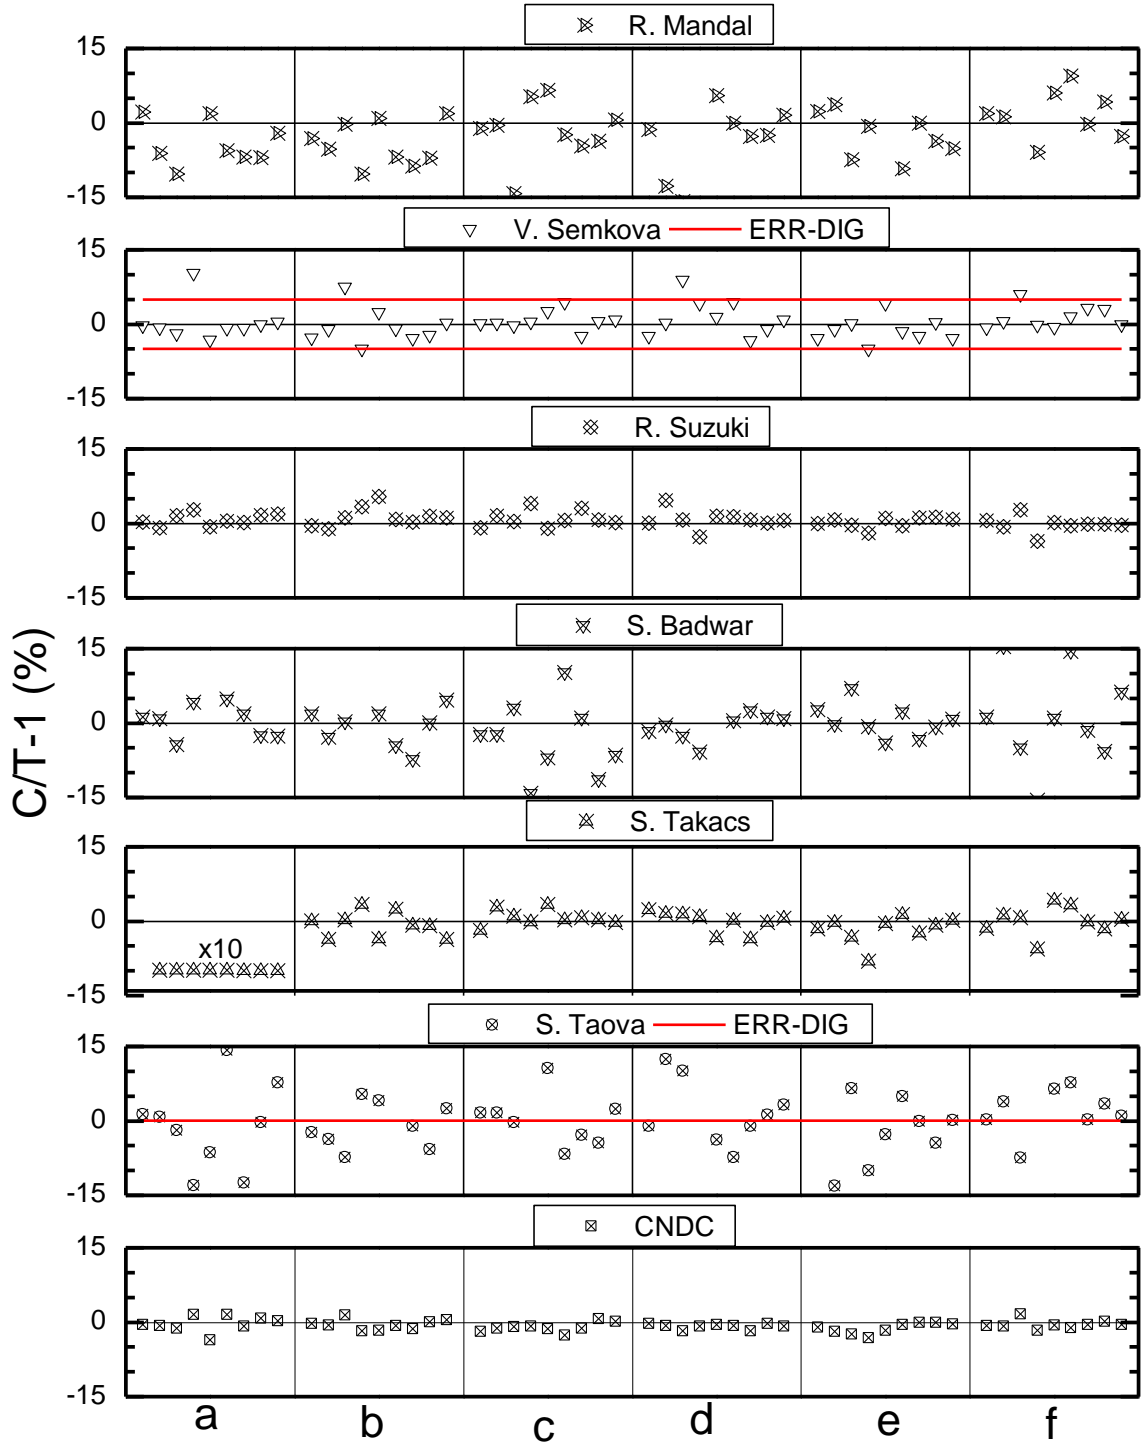 R. Mandal
15
0
-15
V. Semkova ERR-DIG
15
0
-15
R. Suzuki
15
0
-15
S. Badwar
15
0
-15
C/T-1 (%)
S. Takacs
15
0
x10
-15
S. Taova ERR-DIG
15
0
-15
CNDC
15
0
-15
a b c d e f